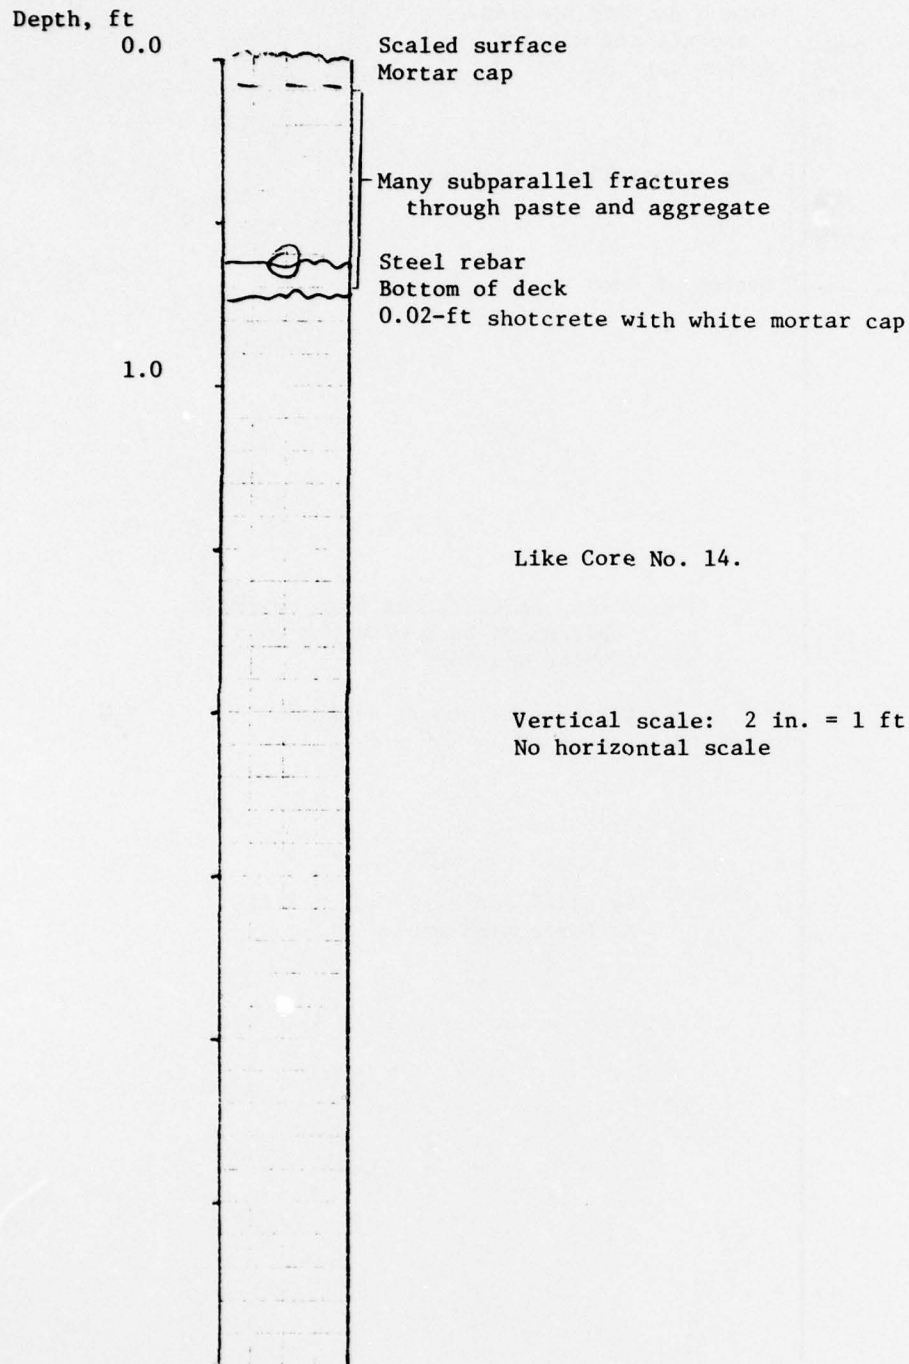 Depth, ft
0.0
Scaled surface
Mortar cap
Many subparallel fractures
through paste and aggregate
Steel rebar
Bottom of deck
0.02-ft shotcrete with white mortar cap
1.0
Like Core No. 14.
Vertical scale: 2 in. = 1 ft
No horizontal scale